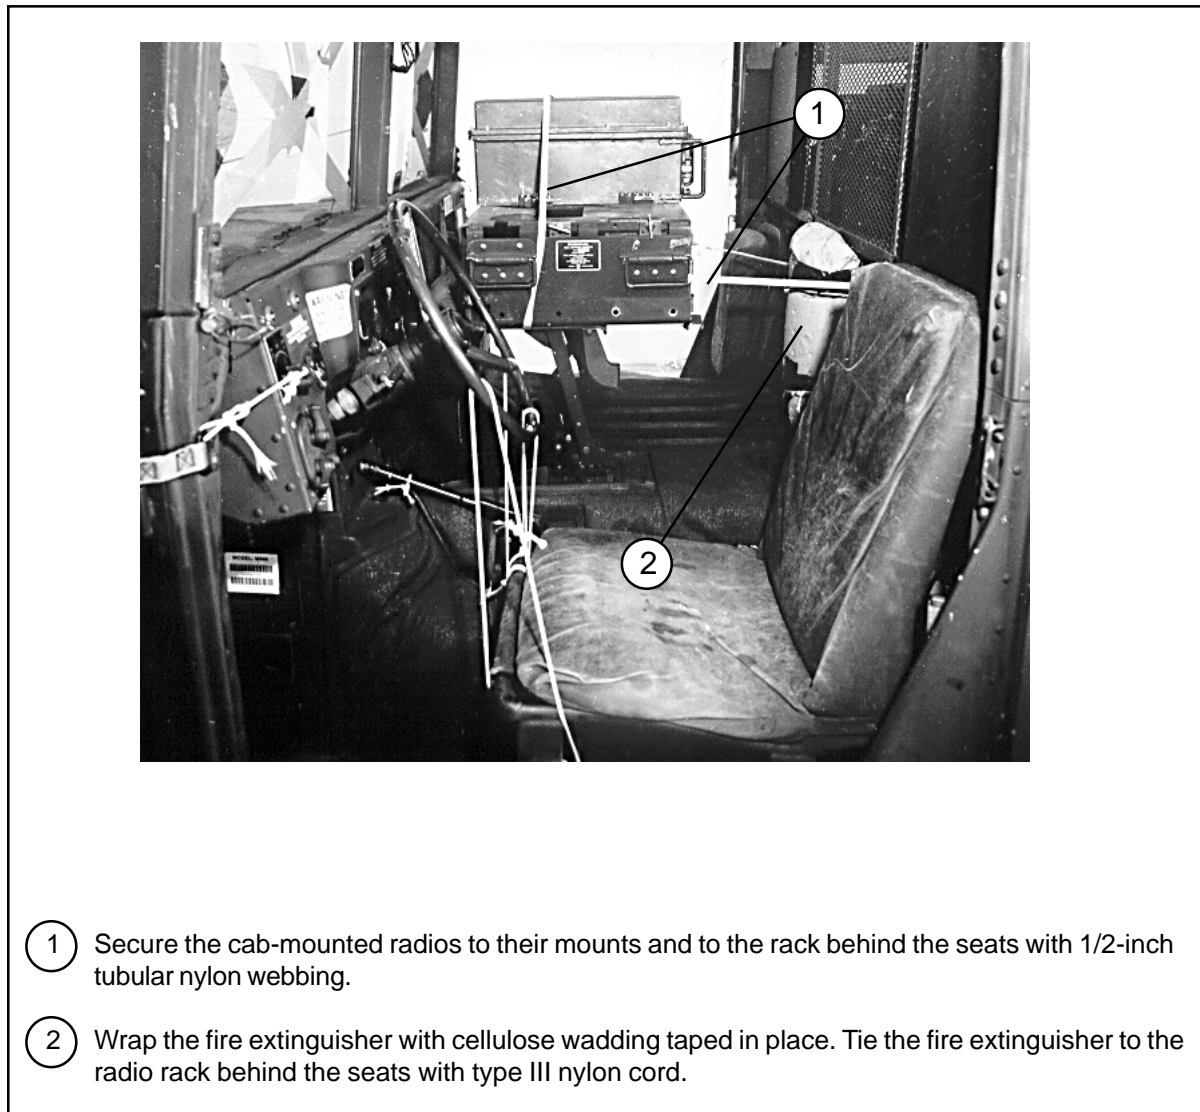 1
2
MODEL:
1 Secure the cab-mounted radios to their mounts and to the rack behind the seats with 1/2-inch
tubular nylon webbing.
2 Wrap the fire extinguisher with cellulose wadding taped in place. Tie the fire extinguisher to the
radio rack behind the seats with type III nylon cord.